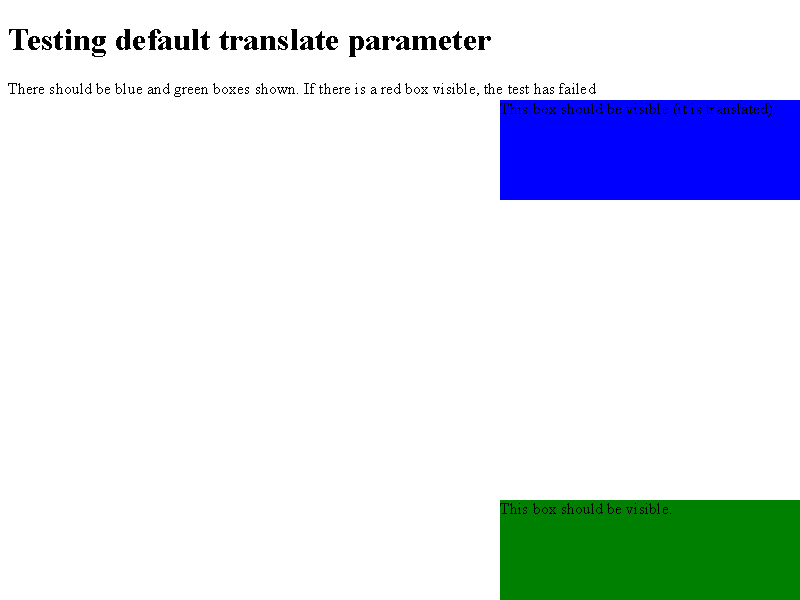 Testing default translate parameter
There should be blue and green boxes shown. If there is a red box visible, the test has failed
This box should be visible (it is translated)
This box should be visible.